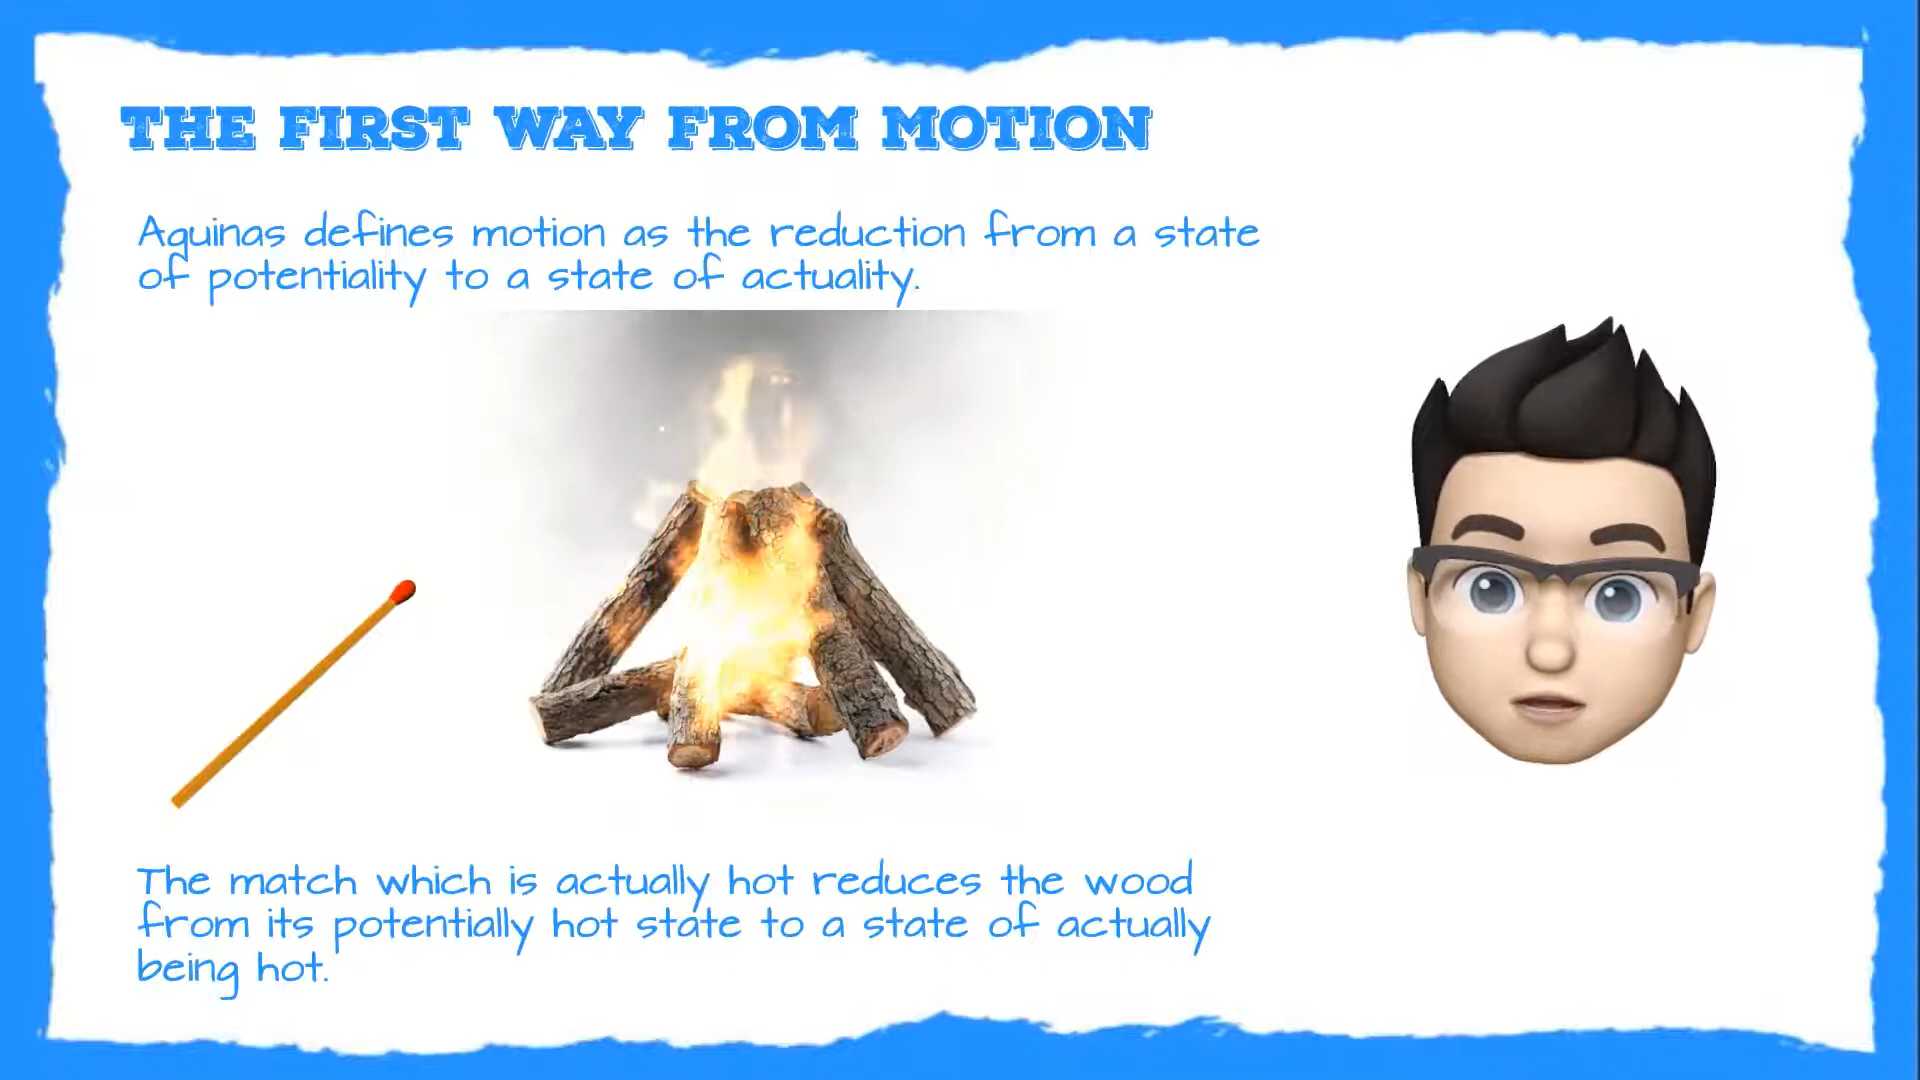 THE FIRST WAY FROM MOTION
Aquinas defines motion as the reduction from a state
of potentiality to a state of actuality.
The match which is actually hot reduces the wood
from its potentially hot state to a state of actually
being hot.